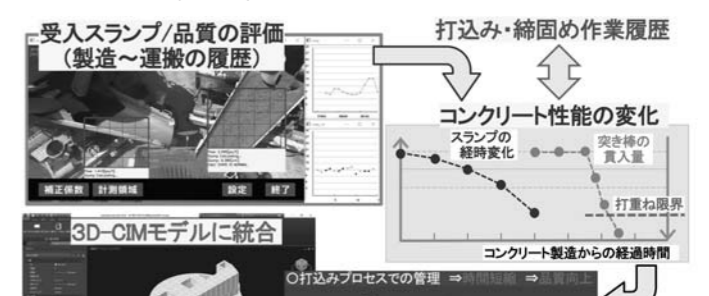 受入スランプ/品質の評価
(製造～運搬の履歴)
補正係数 計測領域 設定 終了
打込み・締固め作業履歴
コンクリート性能の変化
スランプの
経時変化
突き棒の
貫入量
打重ね限界
コンクリート製造からの経過時間
3D-CIMモデルに統合
○打込みプロセスでの管理 ⇒時間短縮 ⇒品質向上